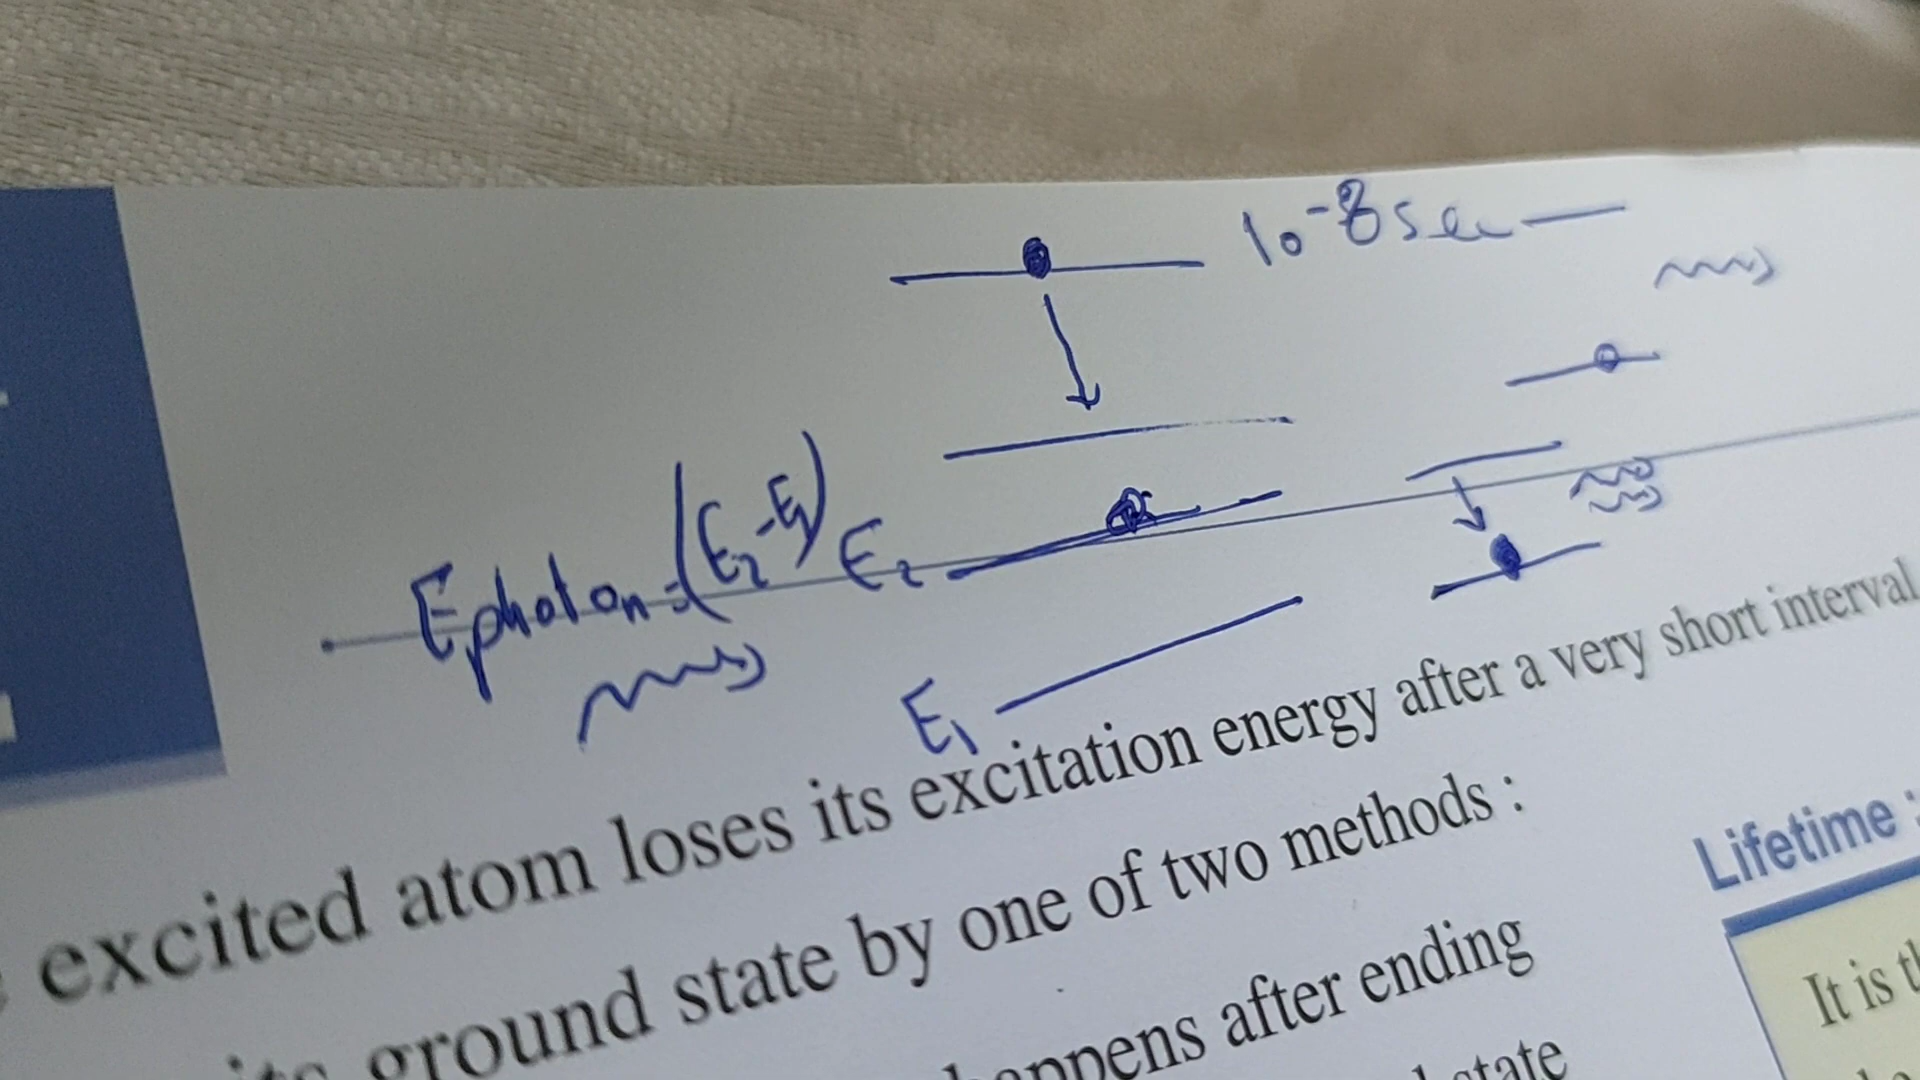 10⁻⁸ sec
Ephoton = (E₂ - E₁)
E₂
E₁
excited atom loses its excitation energy after a very short interval
ground state by one of two methods :
Lifetime :
happens after ending
It is
state